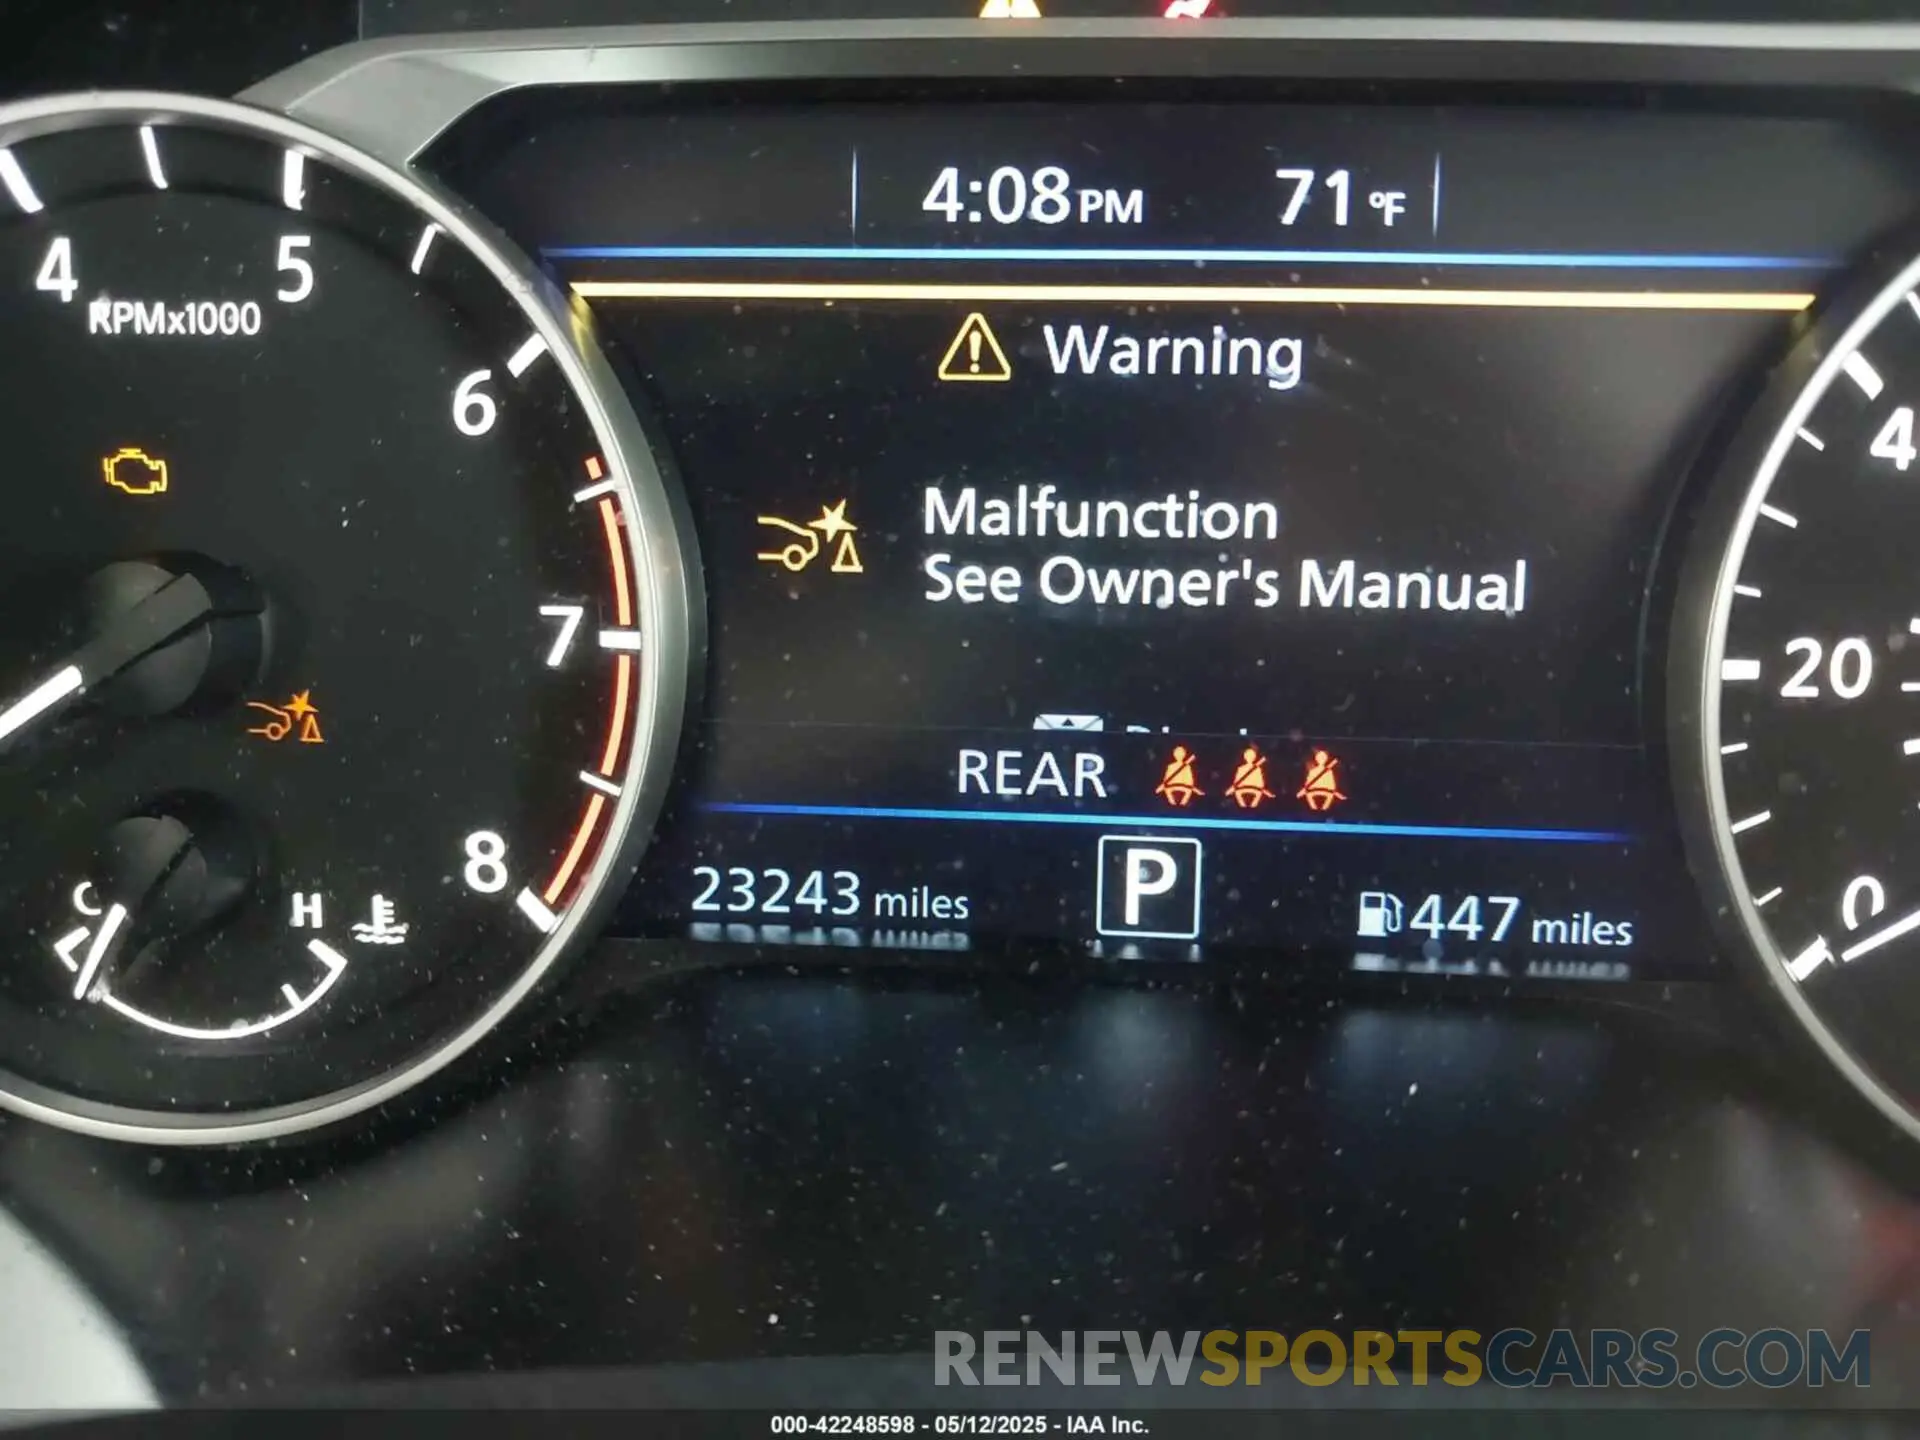 4:08 PM 71 °F
4 5 6 7 8
RPMx1000
Warning
Malfunction
See Owner's Manual
REAR
C H
23243 miles P 447 miles
4
20
0
RENEWSPORTSCARS.COM
000-42248598 - 05/12/2025 - IAA Inc.